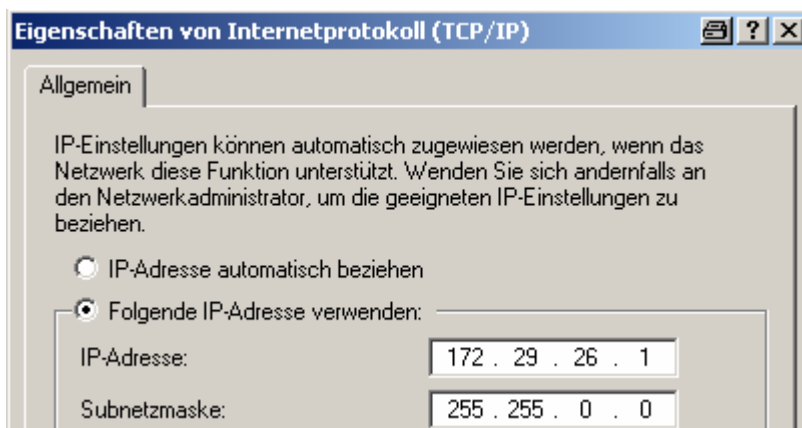 Eigenschaften von Internetprotokoll (TCP/IP)
Allgemein
IP-Einstellungen können automatisch zugewiesen werden, wenn das
Netzwerk diese Funktion unterstützt. Wenden Sie sich andernfalls an
den Netzwerkadministrator, um die geeigneten IP-Einstellungen zu
beziehen.
IP-Adresse automatisch beziehen
Folgende IP-Adresse verwenden:
IP-Adresse: 172 . 29 . 26 . 1
Subnetzmaske: 255 . 255 . 0 . 0